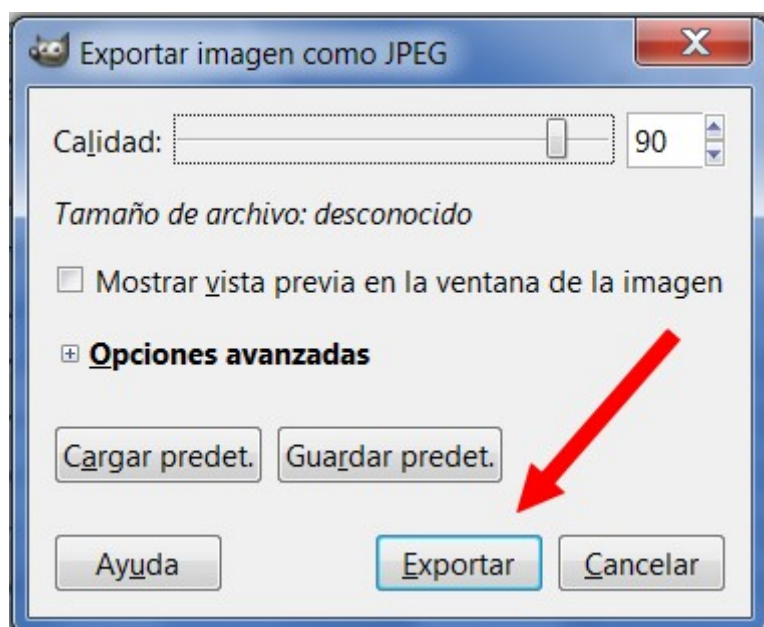 Exportar imagen como JPEG
Calidad: 90
Tamaño de archivo: desconocido
Mostrar vista previa en la ventana de la imagen
Opciones avanzadas
Cargar predet. Guardar predet.
Ayuda Exportar Cancelar